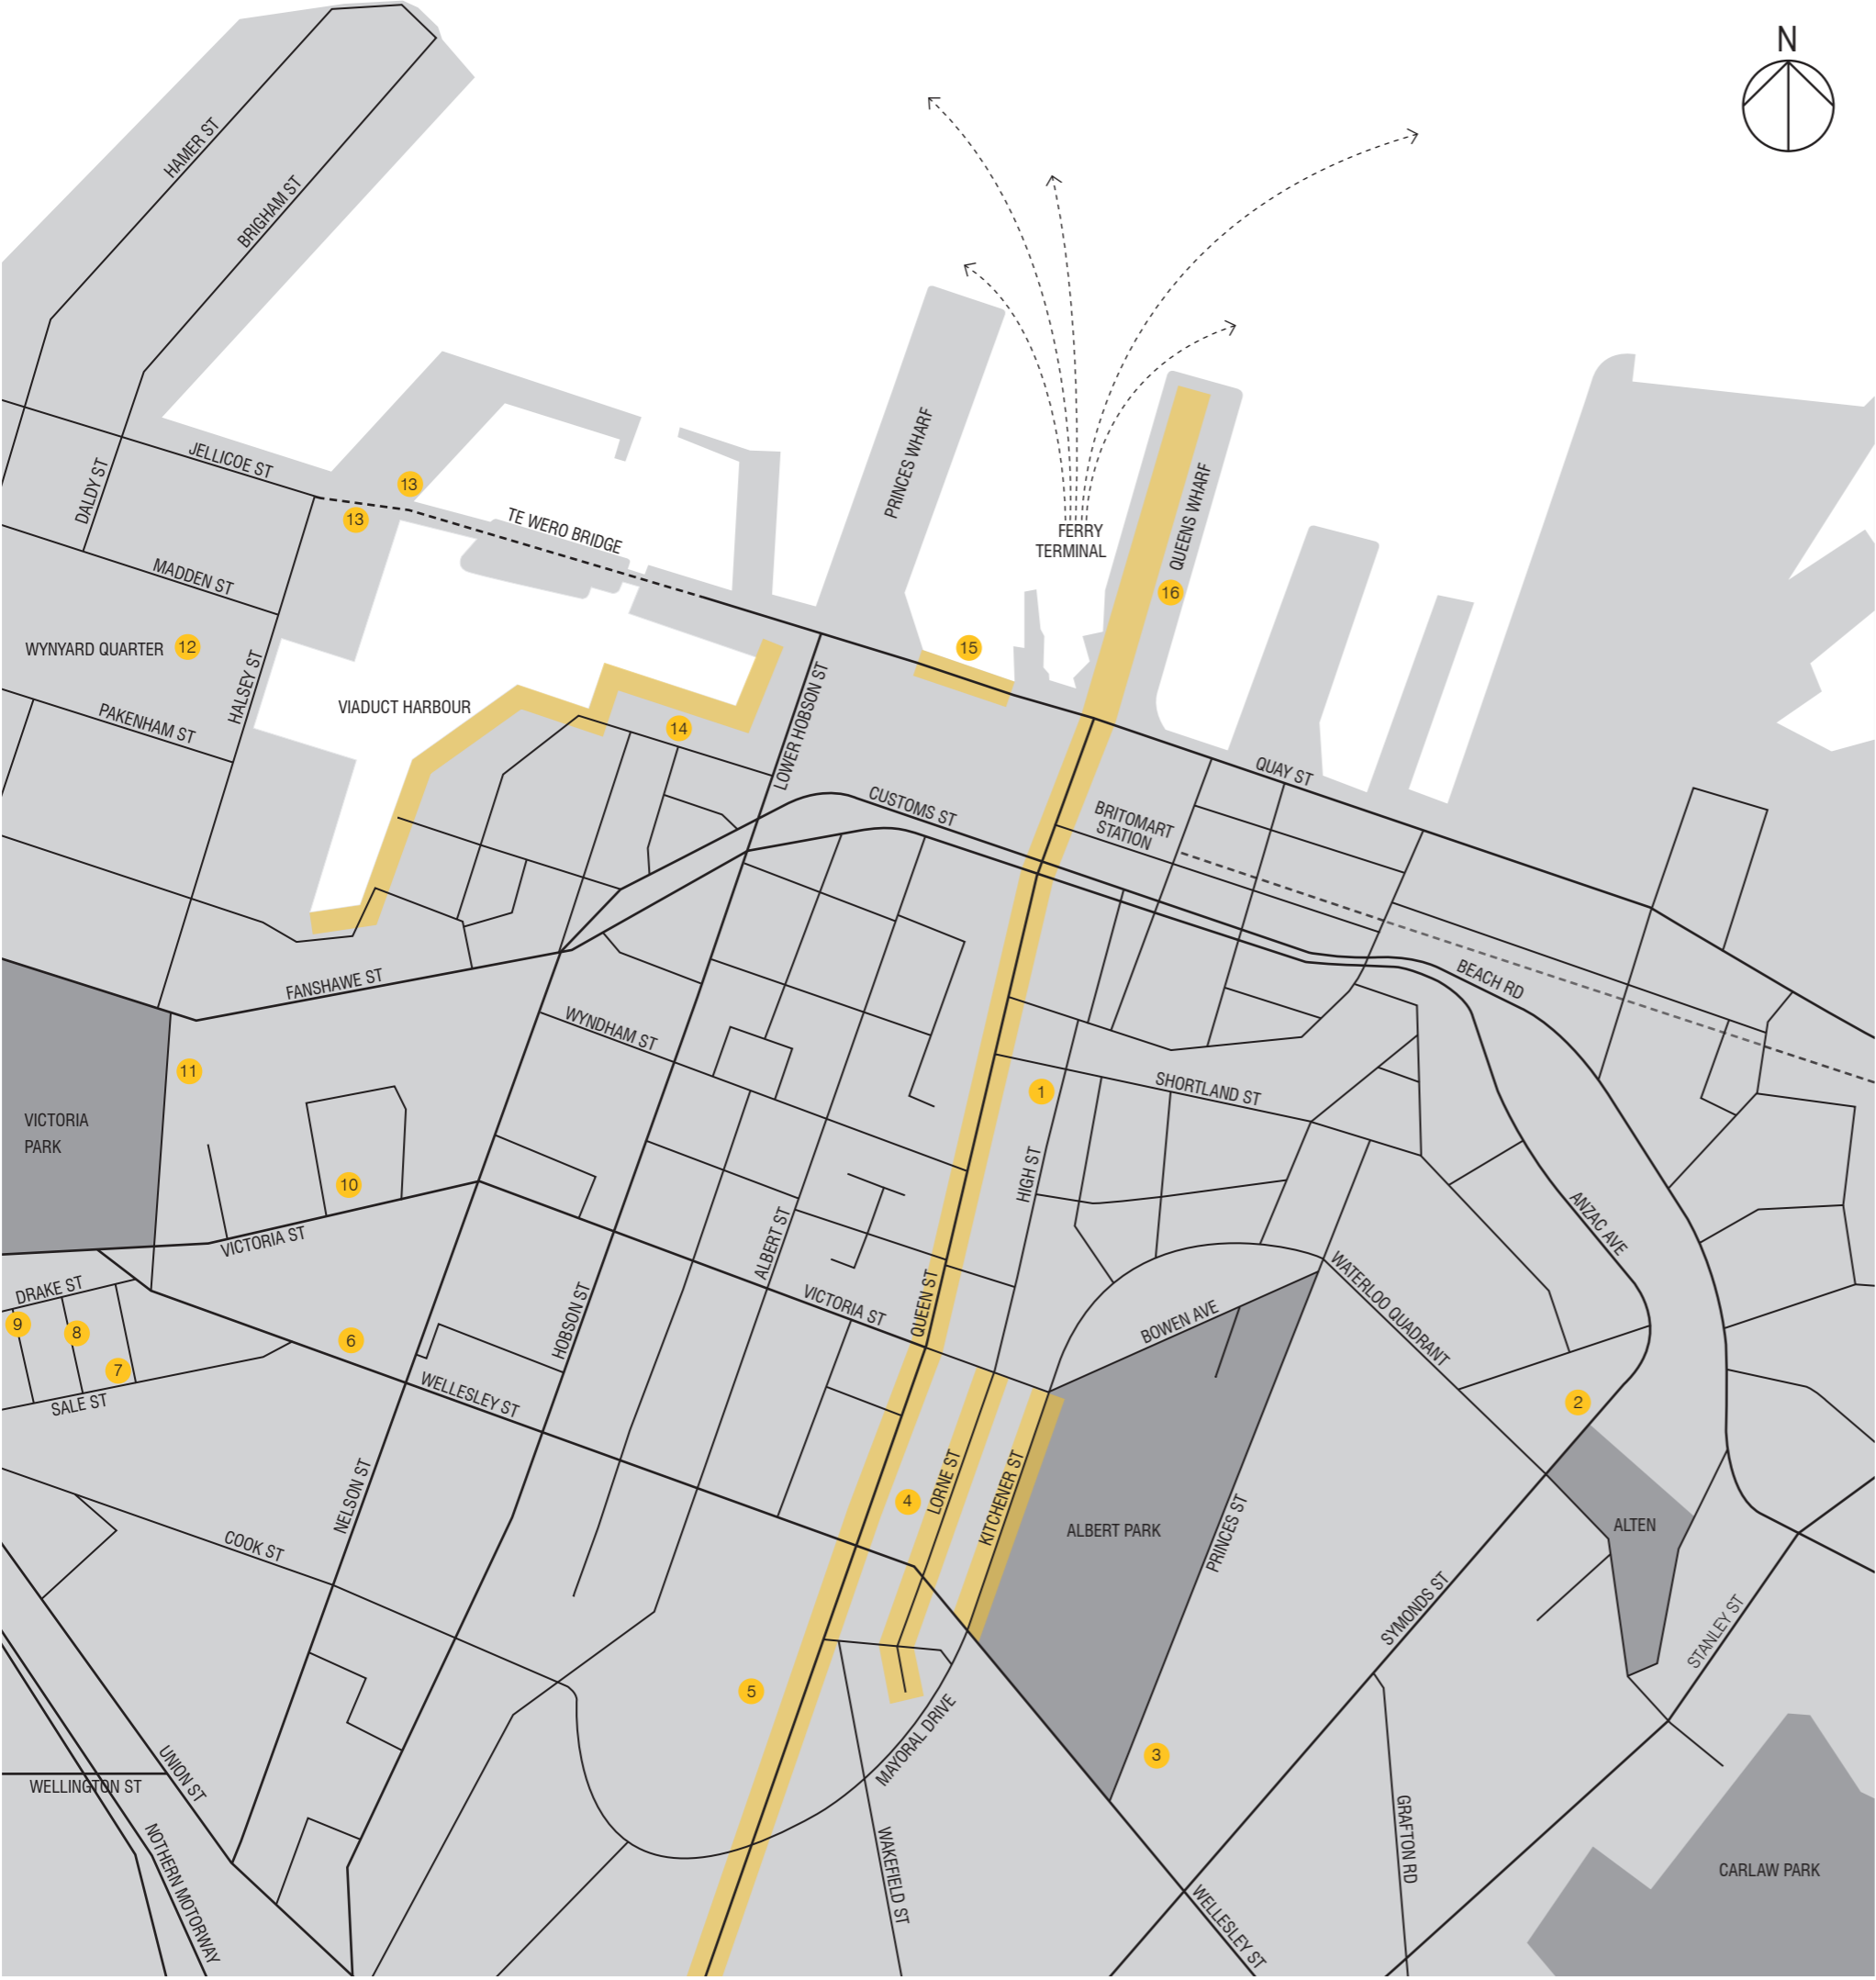 N
HAMER ST
BRIGHAM ST
PRINCES WHARF
JELLICOE ST
13
DALDY ST
13
TE WERO BRIDGE
QUEENS WHARF
FERRY
TERMINAL
MADDEN ST
16
WYNYARD QUARTER
12
15
HALSEY ST
VIADUCT HARBOUR
LOWER HOBSON ST
PAKENHAM ST
14
QUAY ST
CUSTOMS ST
BRITOMART
STATION
FANSHAWE ST
BEACH RD
WYNDHAM ST
11
SHORTLAND ST
1
VICTORIA
PARK
HIGH ST
10
ANZAC AVE
ALBERT ST
VICTORIA ST
DRAKE ST
QUEEN ST
VICTORIA ST
WATERLOO QUADRANT
BOWEN AVE
HOBSON ST
9
8
6
7
WELLESLEY ST
SALE ST
2
NELSON ST
LORNE ST
4
KITCHENER ST
ALBERT PARK
PRINCES ST
ALTEN
COOK ST
SYMONDS ST
STANLEY ST
5
MAYORAL DRIVE
3
UNION ST
WELLINGTON ST
GRAFTON RD
NOTHERN MOTORWAY
WAKEFIELD ST
CARLAW PARK
WELLESLEY ST